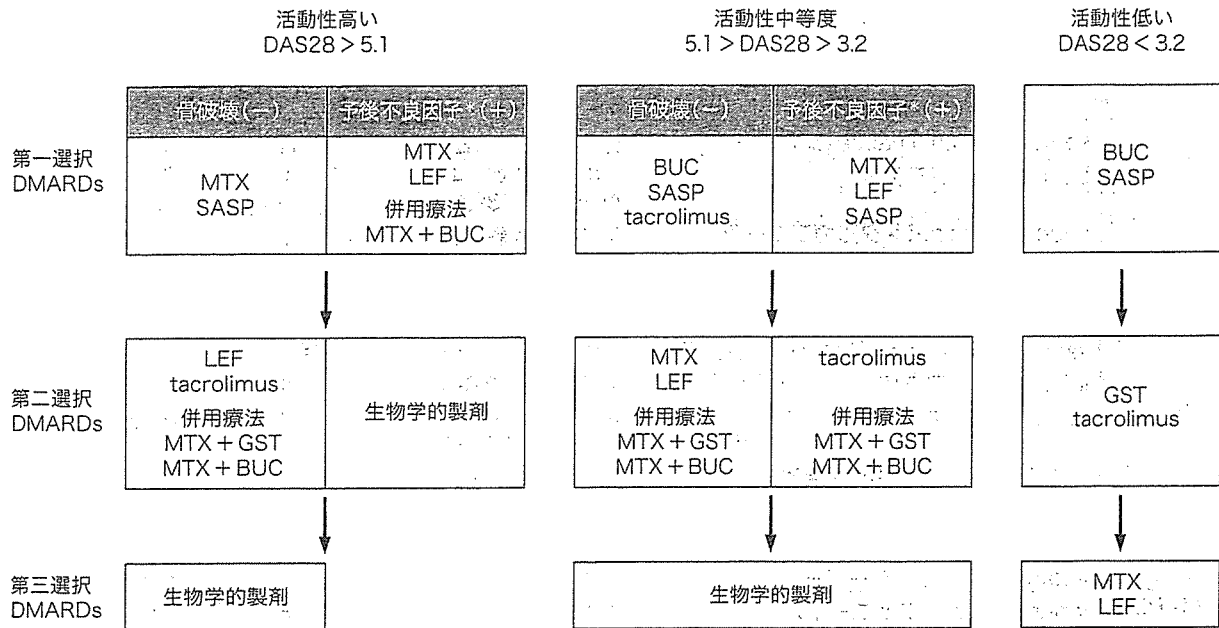 活動性高い
DAS28 > 5.1
活動性中等度
5.1 > DAS28 > 3.2
活動性低い
DAS28 < 3.2
骨破壊(−)
予後不良因子*(+)
骨破壊(−)
予後不良因子*(+)
第一選択
DMARDs
MTX
SASP
MTX
LEF
併用療法
MTX + BUC
BUC
SASP
tacrolimus
MTX
LEF
SASP
BUC
SASP
第二選択
DMARDs
LEF
tacrolimus
併用療法
MTX + GST
MTX + BUC
生物学的製剤
MTX
LEF
併用療法
MTX + GST
MTX + BUC
tacrolimus
併用療法
MTX + GST
MTX + BUC
GST
tacrolimus
第三選択
DMARDs
生物学的製剤
生物学的製剤
MTX
LEF